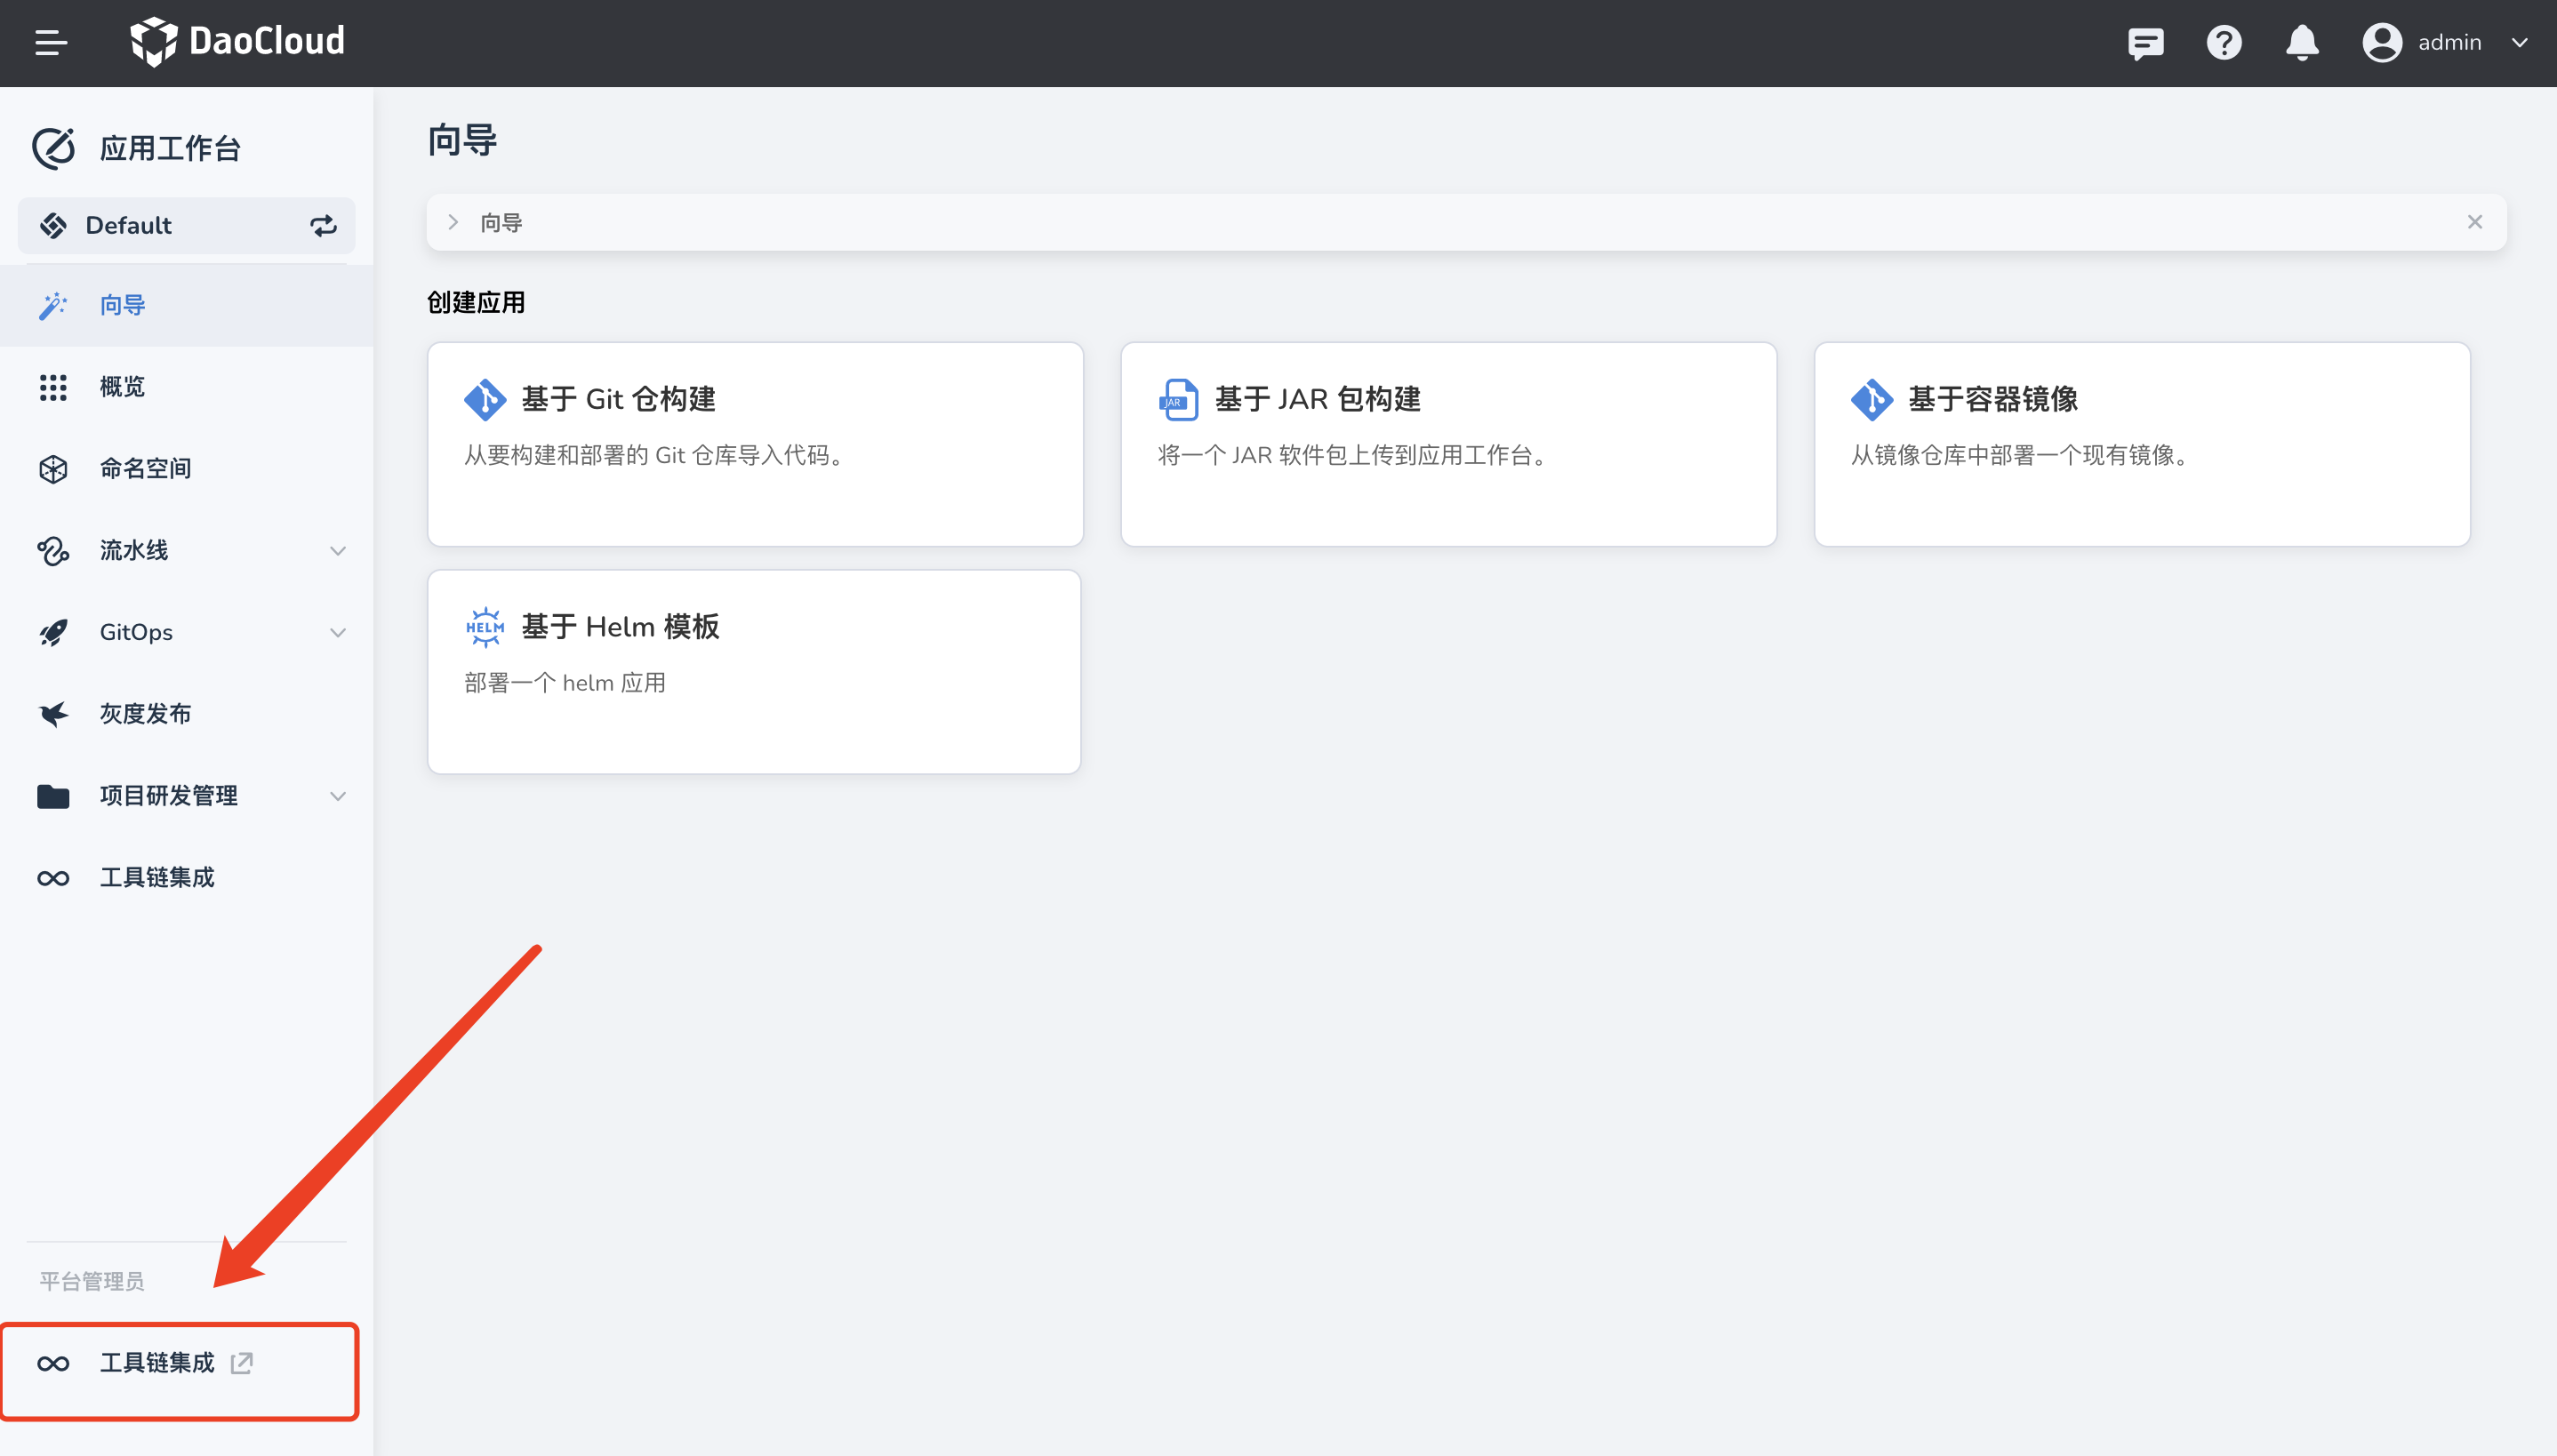 DaoCloud
admin
应用工作台
Default
向导
概览
命名空间
流水线
GitOps
灰度发布
项目研发管理
工具链集成
平台管理员
工具链集成
向导
向导
创建应用
基于 Git 仓构建
从要构建和部署的 Git 仓库导入代码。
JAR
基于 JAR 包构建
将一个 JAR 软件包上传到应用工作台。
基于容器镜像
从镜像仓库中部署一个现有镜像。
HELM
基于 Helm 模板
部署一个 helm 应用